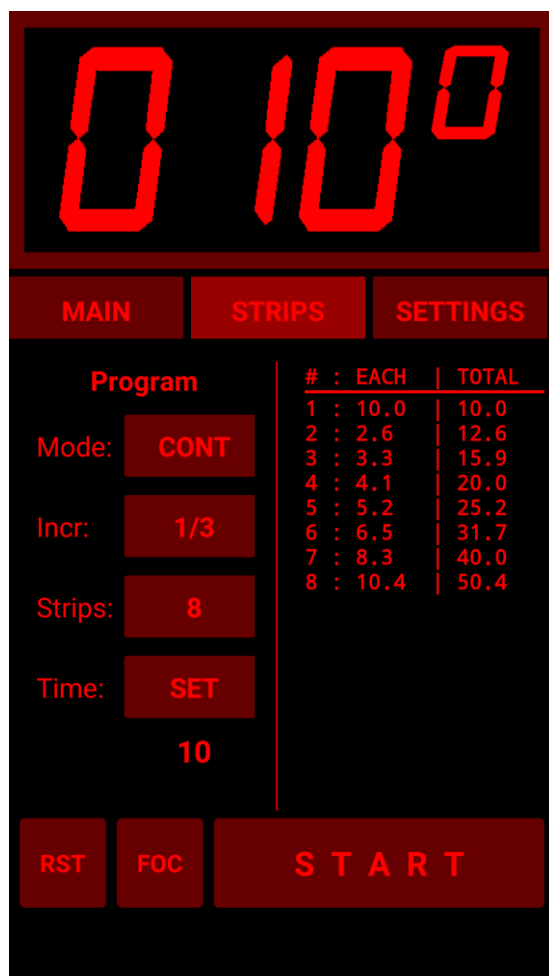 010⁰
MAIN STRIPS SETTINGS
Program
Mode: CONT
Incr: 1/3
Strips: 8
Time: SET
10
# : EACH | TOTAL
1 : 10.0 | 10.0
2 : 2.6 | 12.6
3 : 3.3 | 15.9
4 : 4.1 | 20.0
5 : 5.2 | 25.2
6 : 6.5 | 31.7
7 : 8.3 | 40.0
8 : 10.4 | 50.4
RST FOC START